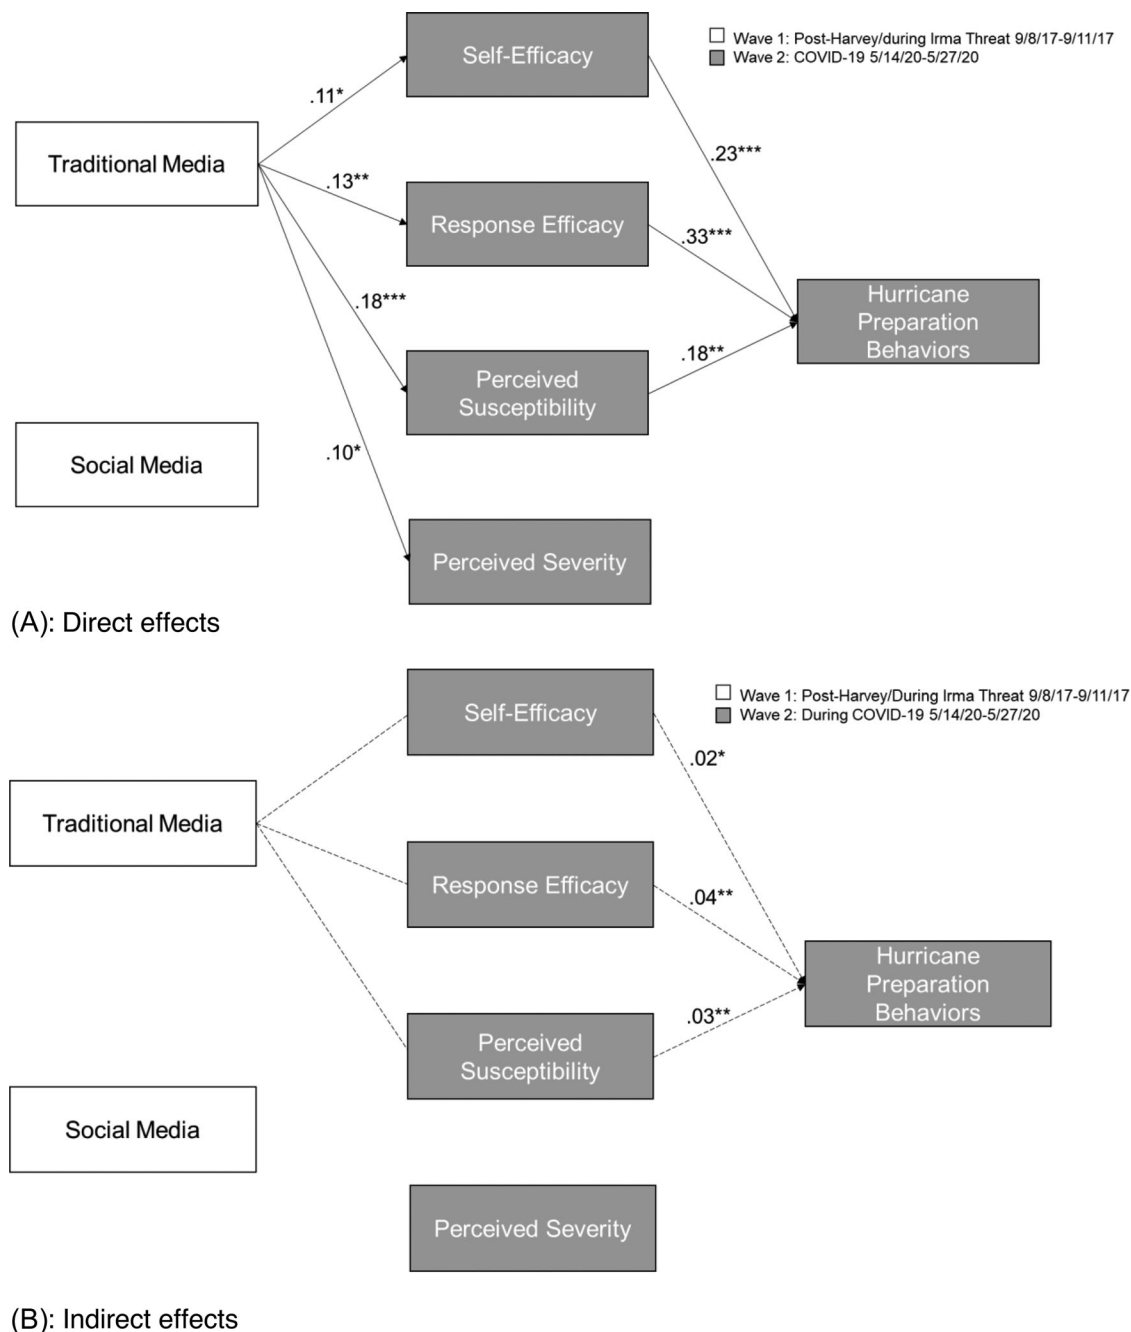 Self-Efficacy
Wave 1: Post-Harvey/during Irma Threat 9/8/17-9/11/17
Wave 2: COVID-19 5/14/20-5/27/20
.11*
Traditional Media
.23***
.13**
Response Efficacy
.33***
.18***
Hurricane
Preparation
Behaviors
.18**
Perceived
Susceptibility
Social Media
.10*
Perceived Severity
(A): Direct effects
Self-Efficacy
Wave 1: Post-Harvey/During Irma Threat 9/8/17-9/11/17
Wave 2: During COVID-19 5/14/20-5/27/20
.02*
Traditional Media
Response Efficacy
.04**
Hurricane
Preparation
Behaviors
.03**
Perceived
Susceptibility
Social Media
Perceived Severity
(B): Indirect effects